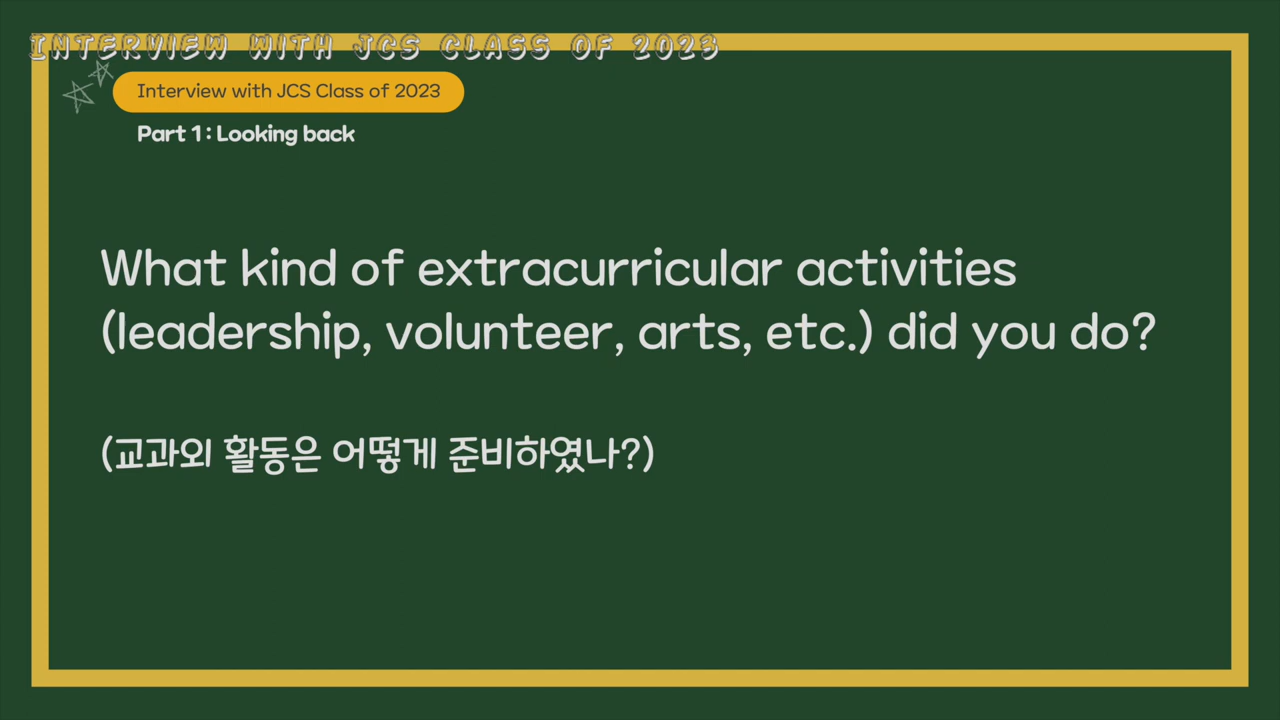 INTERVIEW WITH JCS CLASS OF 2023
Interview with JCS Class of 2023
Part 1 : Looking back
What kind of extracurricular activities
(leadership, volunteer, arts, etc.) did you do?
(교과외 활동은 어떻게 준비하였나?)